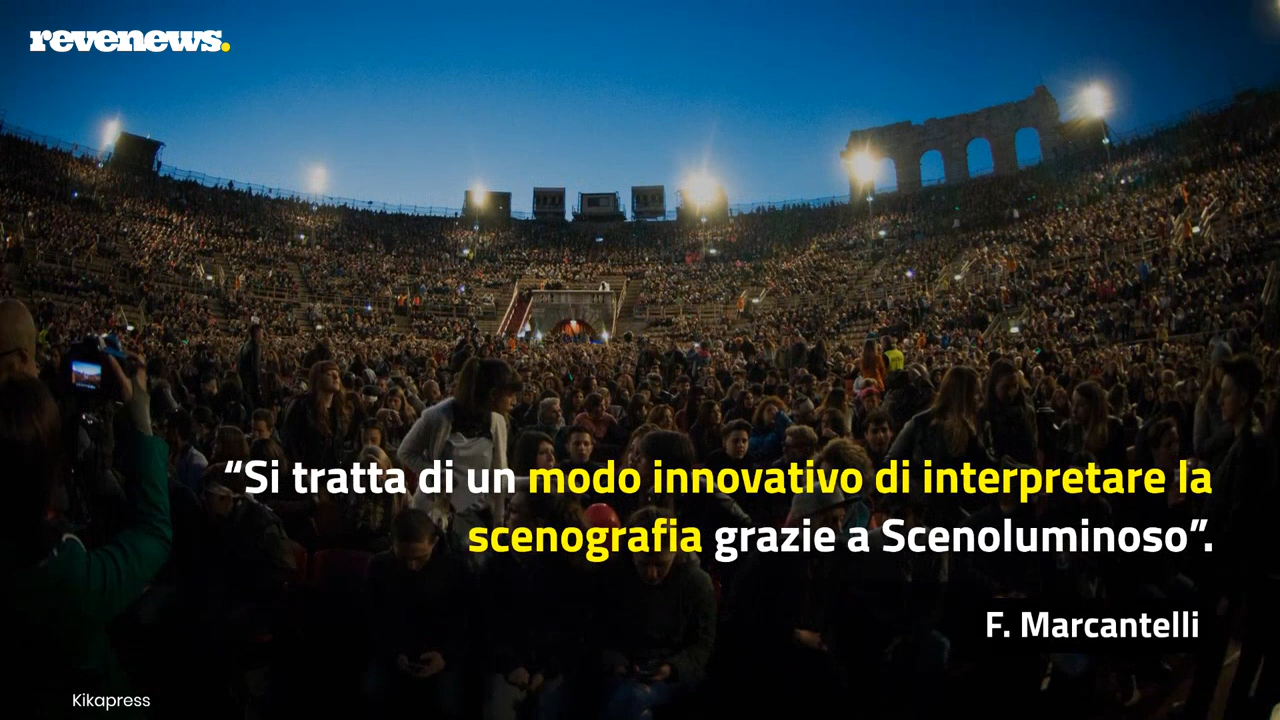 revenews.
“Si tratta di un modo innovativo di interpretare la
scenografia grazie a Scenoluminoso”.
F. Marcantelli
Kikapress